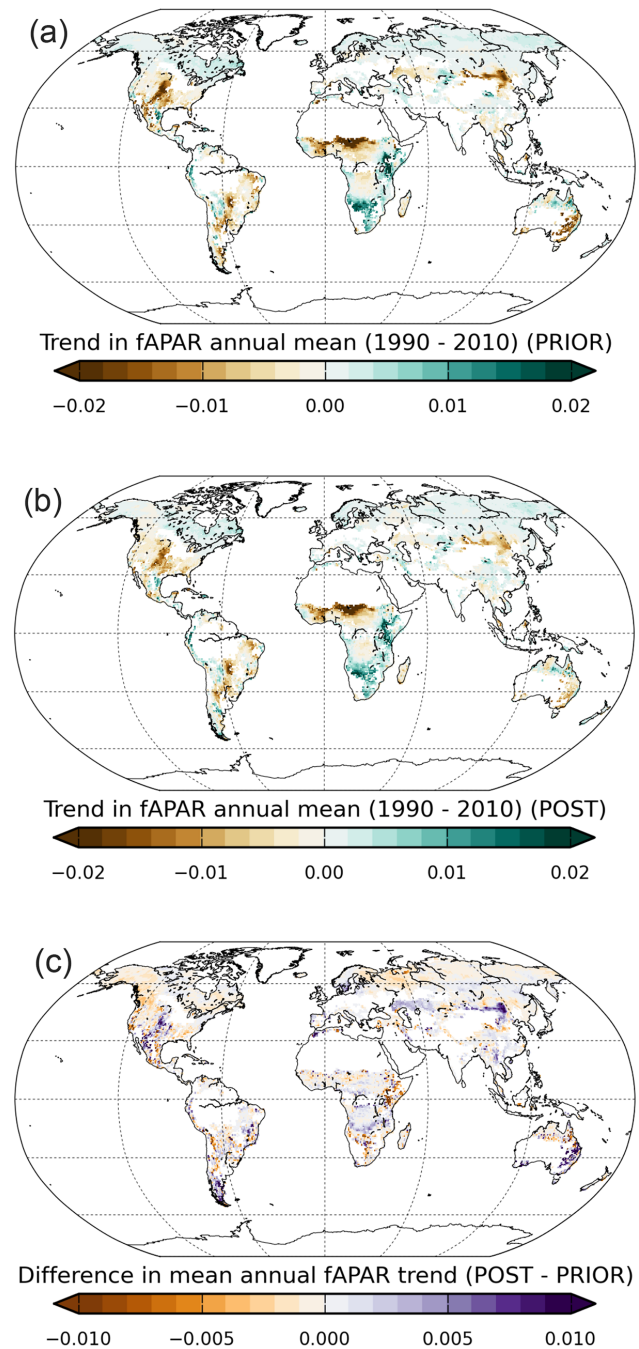 (a)
Trend in fAPAR annual mean (1990 - 2010) (PRIOR)
−0.02 −0.01 0.00 0.01 0.02
(b)
Trend in fAPAR annual mean (1990 - 2010) (POST)
−0.02 −0.01 0.00 0.01 0.02
(c)
Difference in mean annual fAPAR trend (POST - PRIOR)
−0.010 −0.005 0.000 0.005 0.010